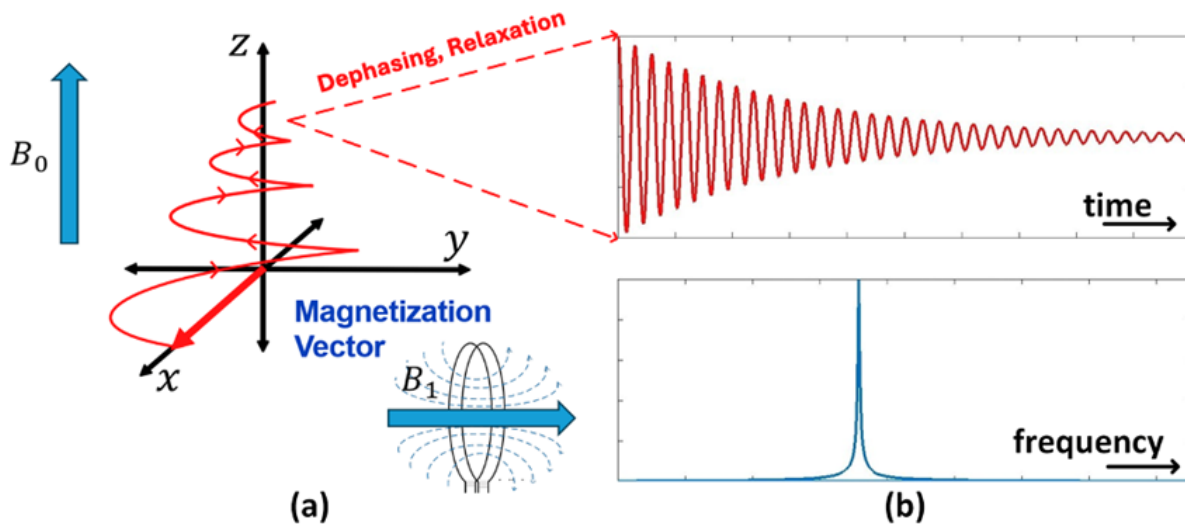 z
Dephasing, Relaxation
B₀
time
y
Magnetization
Vector
x
B₁
frequency
(a)
(b)